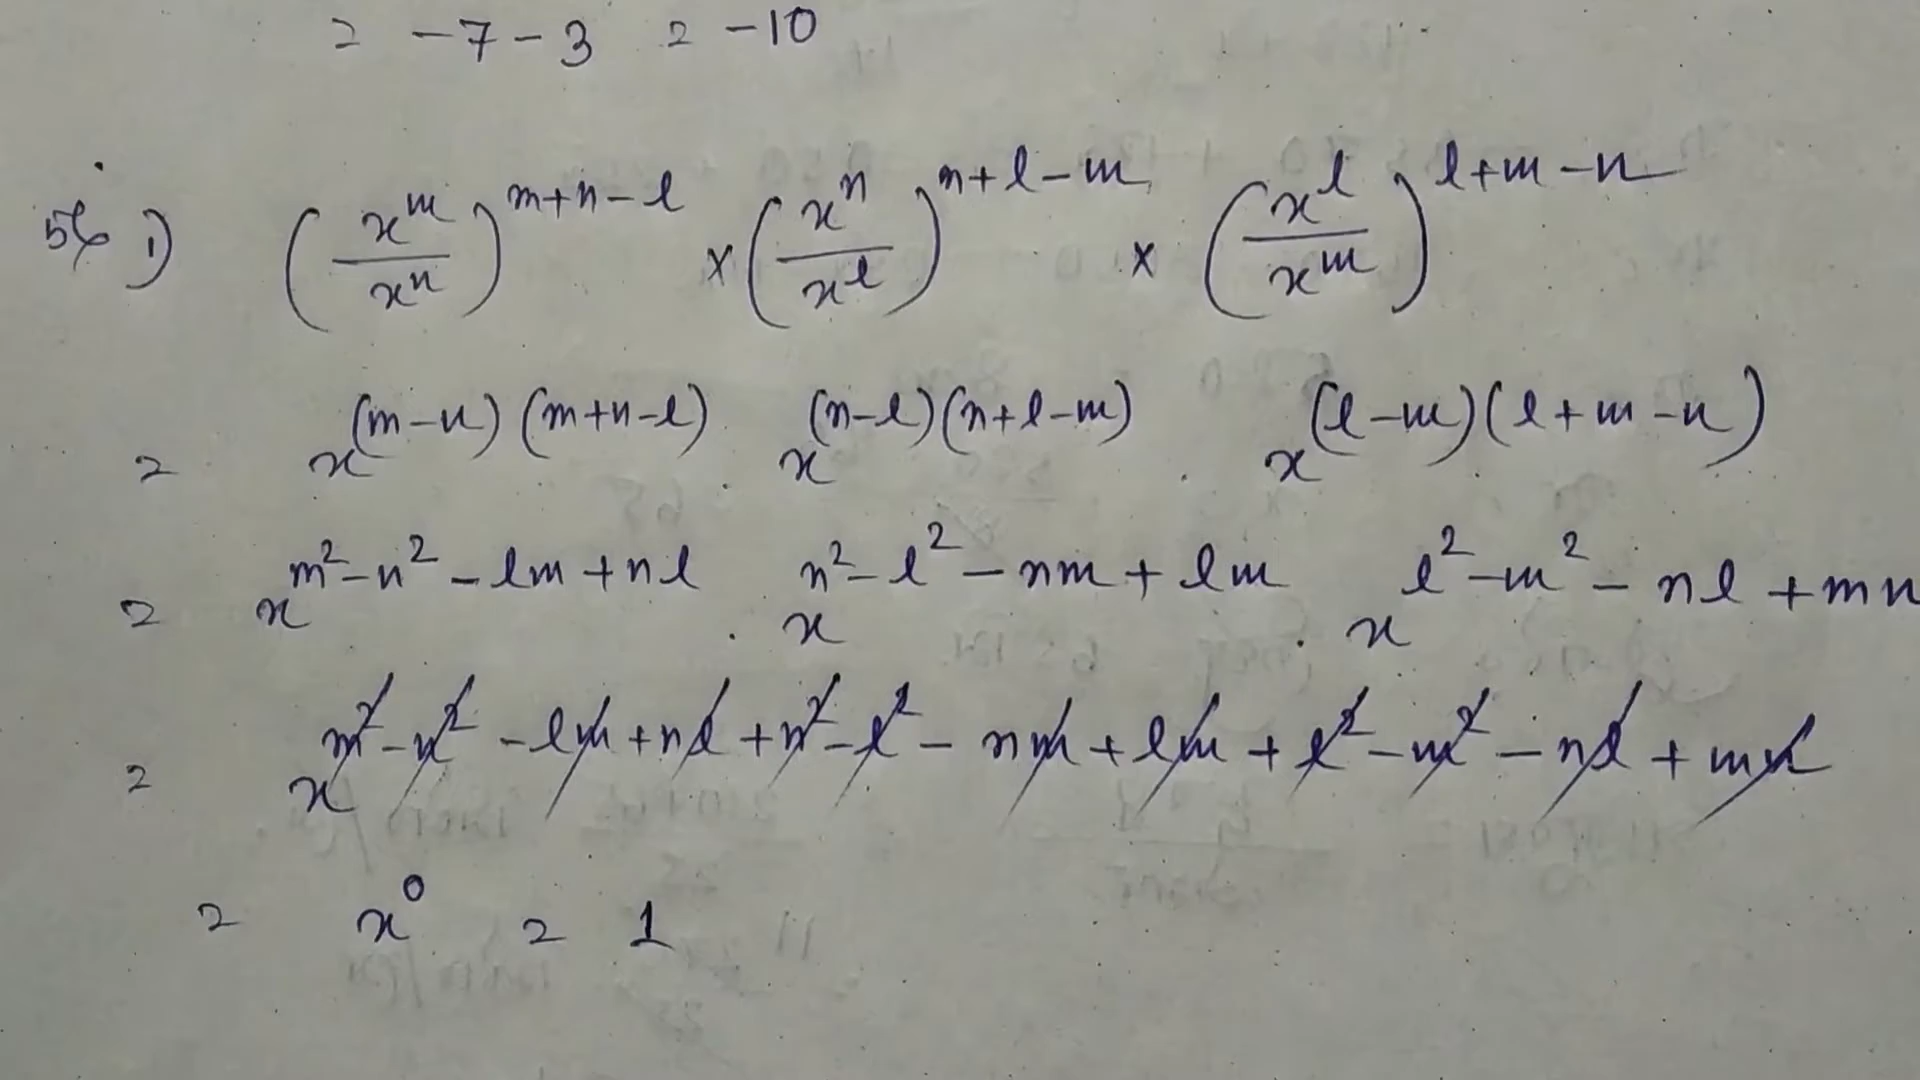 = -7 - 3 = -10
5) i) (x^m / x^n)^(m+n-l) × (x^n / x^l)^(n+l-m) × (x^l / x^m)^(l+m-n)
= x^(m-n)(m+n-l) . x^(n-l)(n+l-m) . x^(l-m)(l+m-n)
= x^(m²-n²-lm+nl) . x^(n²-l²-nm+lm) . x^(l²-m²-nl+mn)
= x^(m²-n²-lm+nl+n²-l²-nm+lm+l²-m²-nl+mn)
= x^0 = 1